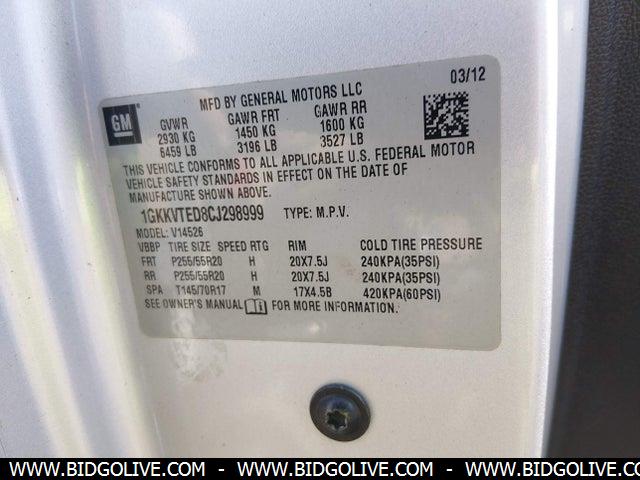 03/12
MFD BY GENERAL MOTORS LLC
GM
GVWR GAWR FRT GAWR RR
2930 KG 1450 KG 1600 KG
6459 LB 3196 LB 3527 LB
THIS VEHICLE CONFORMS TO ALL APPLICABLE U.S. FEDERAL MOTOR
VEHICLE SAFETY STANDARDS IN EFFECT ON THE DATE OF
MANUFACTURE SHOWN ABOVE.
1GKKVTED8CJ298999 TYPE: M.P.V.
MODEL: V14526
VBBP TIRE SIZE SPEED RTG RIM COLD TIRE PRESSURE
FRT P255/55R20 H 20X7.5J 240KPA(35PSI)
RR P255/55R20 H 20X7.5J 240KPA(35PSI)
SPA T145/70R17 M 17X4.5B 420KPA(60PSI)
SEE OWNER'S MANUAL FOR MORE INFORMATION.
WWW.BIDGOLIVE.COM - WWW.BIDGOLIVE.COM - WWW.BIDGOLIVE.COM